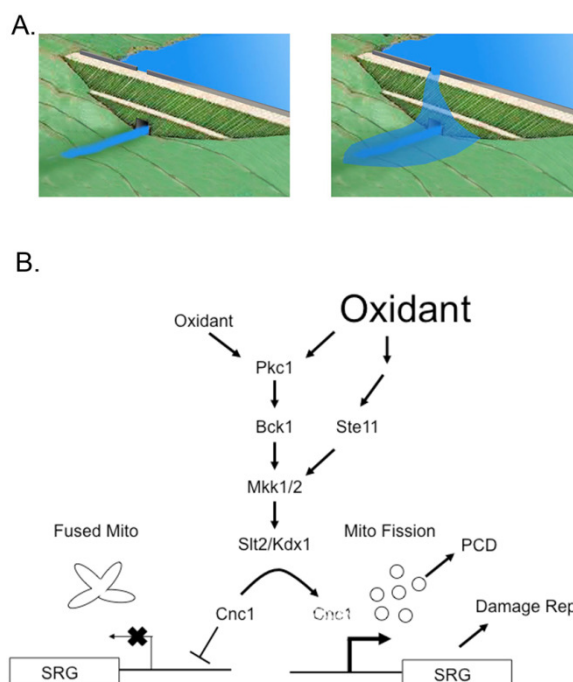 A.
B.
Oxidant
Oxidant
Pkc1
Bck1
Ste11
Mkk1/2
Fused Mito
Slt2/Kdx1
Mito Fission
PCD
Cnc1
Cnc1
Damage Rep
SRG
SRG